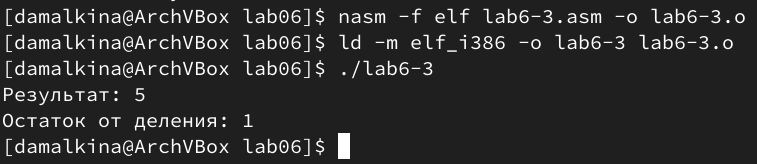 [damalkina@ArchVBox lab06]$ nasm -f elf lab6-3.asm -o lab6-3.o
[damalkina@ArchVBox lab06]$ ld -m elf_i386 -o lab6-3 lab6-3.o
[damalkina@ArchVBox lab06]$ ./lab6-3
Результат: 5
Остаток от деления: 1
[damalkina@ArchVBox lab06]$